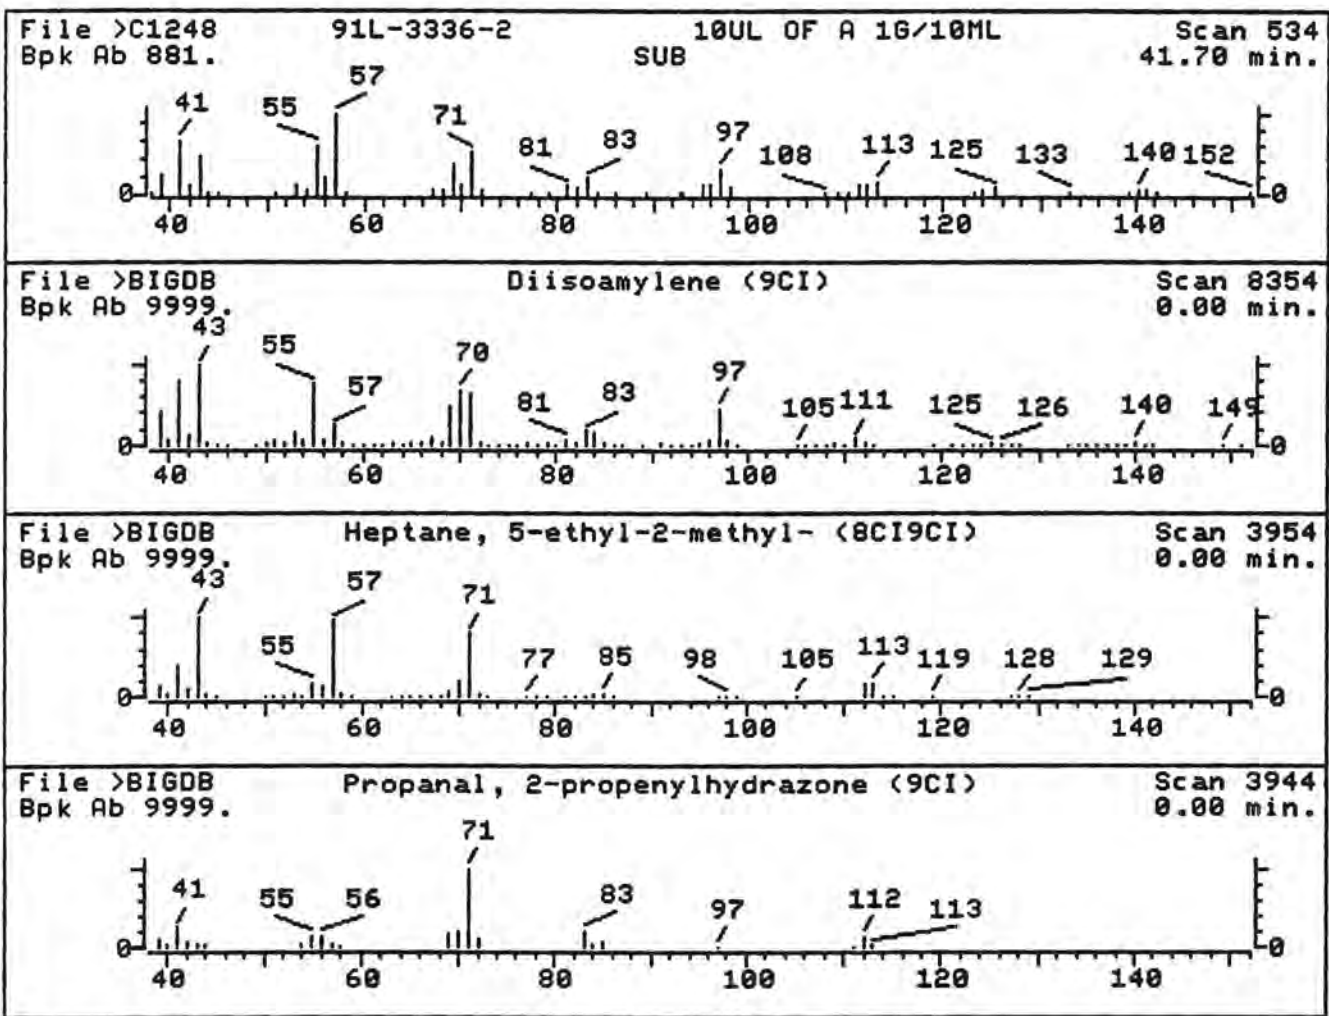 File >C1248 91L-3336-2 10UL OF A 1G/10ML Scan 534
Bpk Ab 881. SUB 41.70 min.
57
41 55 71 97
81 83 108 113 125 133 140 152
0 0
40 60 80 100 120 140
File >BIGDB Diisoamylene (9CI) Scan 8354
Bpk Ab 9999. 0.00 min.
43 55 70
57 97
81 83 105 111 125 126 140 149
0 0
40 60 80 100 120 140
File >BIGDB Heptane, 5-ethyl-2-methyl- (8CI9CI) Scan 3954
Bpk Ab 9999. 0.00 min.
43 57 71
55 77 85 98 105 113 119 128 129
0 0
40 60 80 100 120 140
File >BIGDB Propanal, 2-propenylhydrazone (9CI) Scan 3944
Bpk Ab 9999. 0.00 min.
71
41 55 56 83 97 112 113
0 0
40 60 80 100 120 140